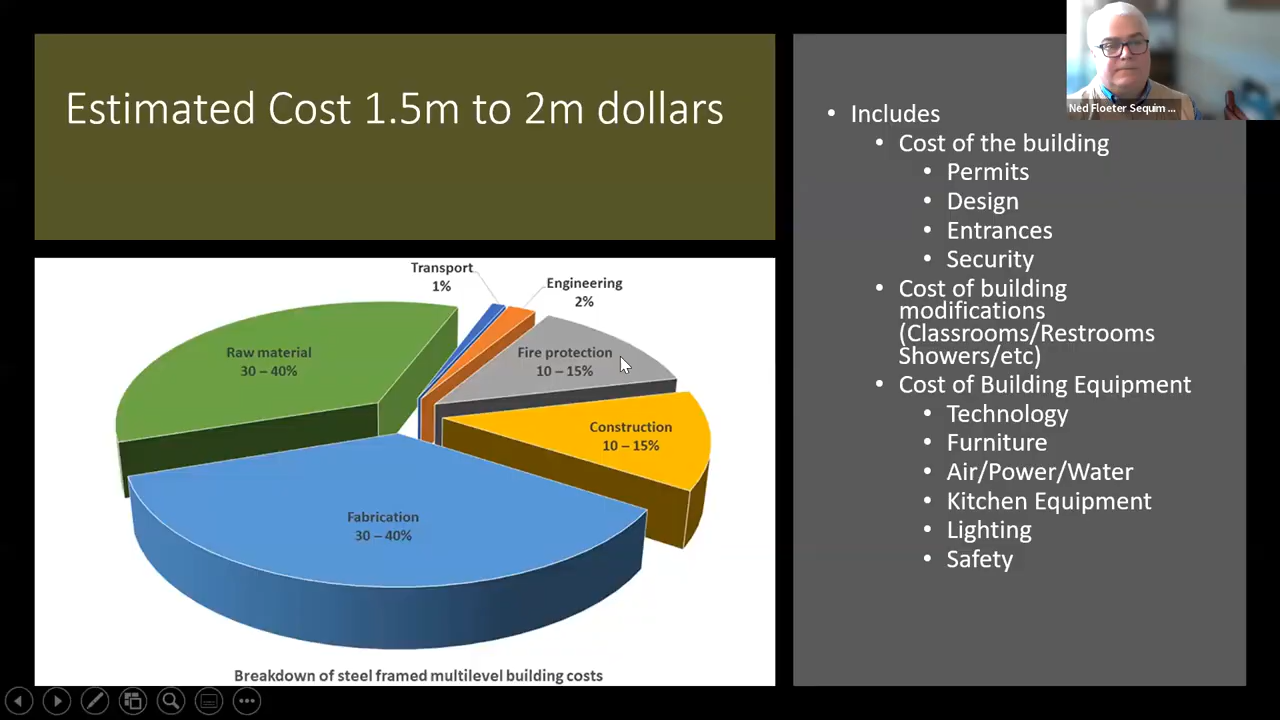 Estimated Cost 1.5m to 2m dollars
Transport
1%
Engineering
2%
Raw material
30 – 40%
Fire protection
10 – 15%
Construction
10 – 15%
Fabrication
30 – 40%
Breakdown of steel framed multilevel building costs
• Includes
• Cost of the building
• Permits
• Design
• Entrances
• Security
• Cost of building
modifications
(Classrooms/Restrooms
Showers/etc)
• Cost of Building Equipment
• Technology
• Furniture
• Air/Power/Water
• Kitchen Equipment
• Lighting
• Safety
Ned Floeter Sequim ...